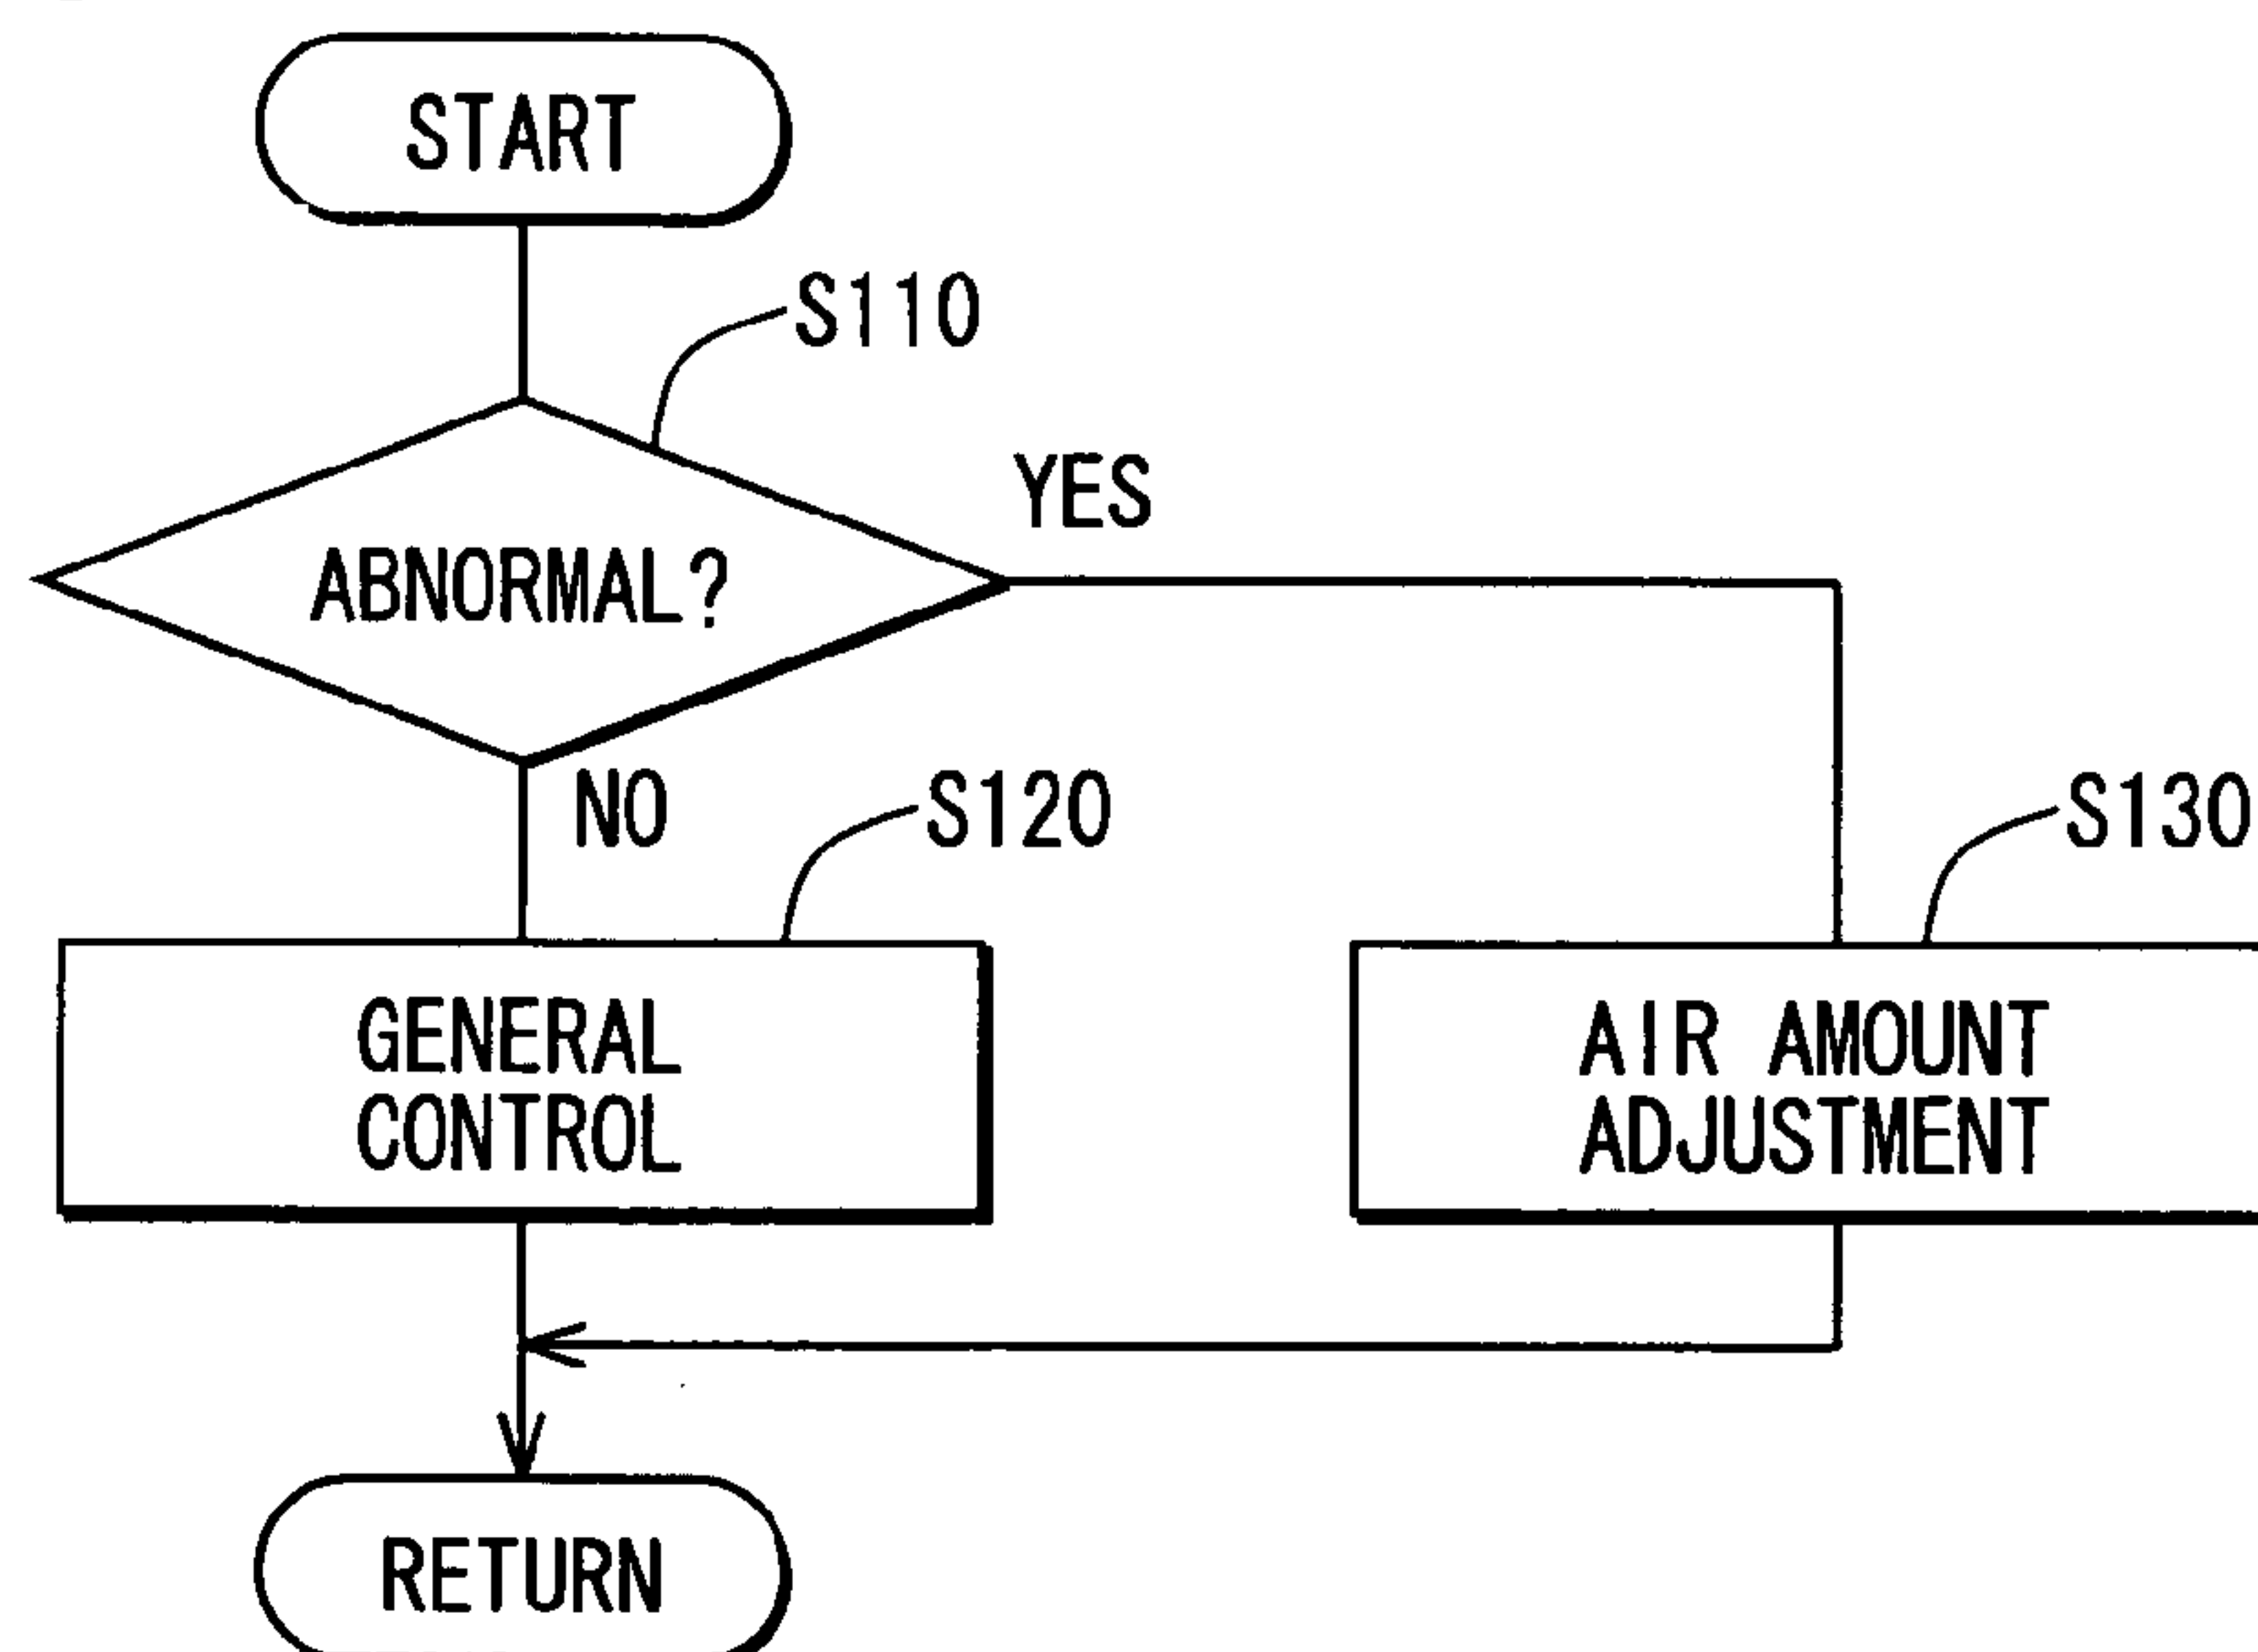 START
S110
YES
ABNORMAL?
NO
S120
S130
GENERAL
CONTROL
AIR AMOUNT
ADJUSTMENT
RETURN